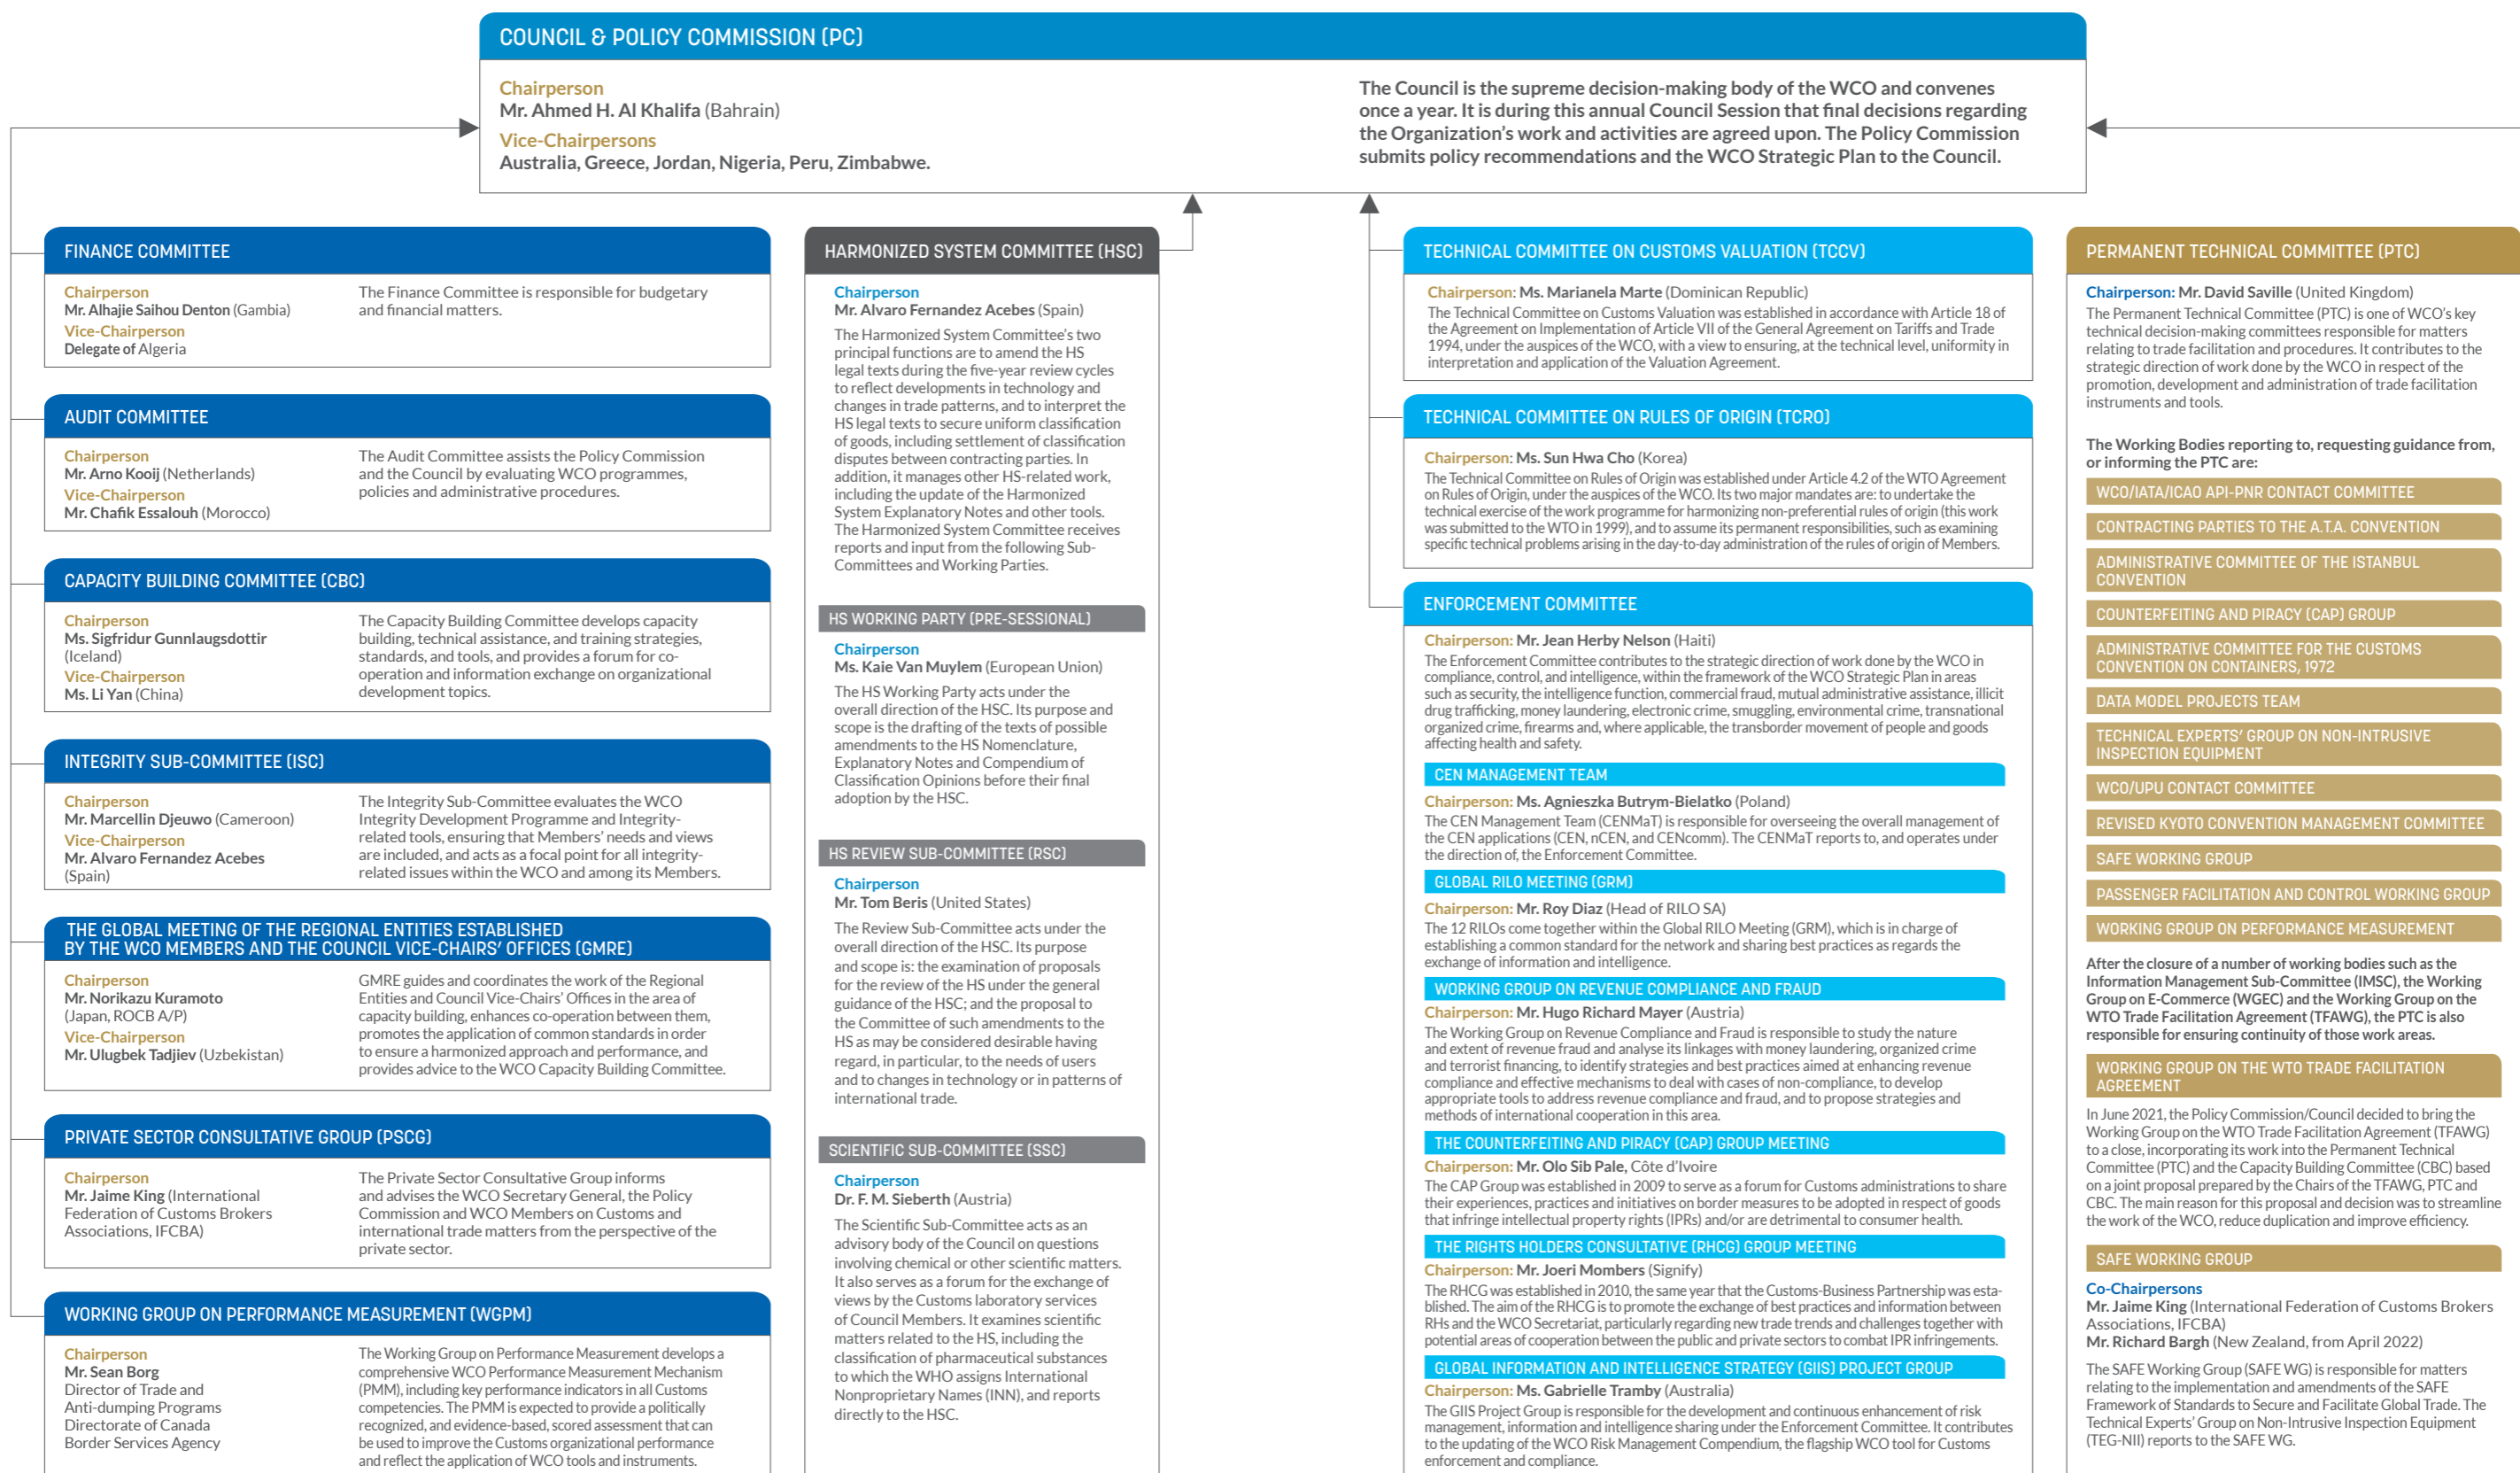 COUNCIL & POLICY COMMISSION (PC)
Chairperson
Mr. Ahmed H. Al Khalifa (Bahrain)
Vice-Chairpersons
Australia, Greece, Jordan, Nigeria, Peru, Zimbabwe.
The Council is the supreme decision-making body of the WCO and convenes
once a year. It is during this annual Council Session that final decisions regarding
the Organization's work and activities are agreed upon. The Policy Commission
submits policy recommendations and the WCO Strategic Plan to the Council.
FINANCE COMMITTEE
Chairperson
Mr. Alhajie Saihou Denton (Gambia)
Vice-Chairperson
Delegate of Algeria
The Finance Committee is responsible for budgetary
and financial matters.
AUDIT COMMITTEE
Chairperson
Mr. Arno Kooij (Netherlands)
Vice-Chairperson
Mr. Chafik Essalouh (Morocco)
The Audit Committee assists the Policy Commission
and the Council by evaluating WCO programmes,
policies and administrative procedures.
CAPACITY BUILDING COMMITTEE (CBC)
Chairperson
Ms. Sigfridur Gunnlaugsdottir
(Iceland)
Vice-Chairperson
Ms. Li Yan (China)
The Capacity Building Committee develops capacity
building, technical assistance, and training strategies,
standards, and tools, and provides a forum for co-
operation and information exchange on organizational
development topics.
INTEGRITY SUB-COMMITTEE (ISC)
Chairperson
Mr. Marcellin Djeuwo (Cameroon)
Vice-Chairperson
Mr. Alvaro Fernandez Acebes
(Spain)
The Integrity Sub-Committee evaluates the WCO
Integrity Development Programme and Integrity-
related tools, ensuring that Members' needs and views
are included, and acts as a focal point for all integrity-
related issues within the WCO and among its Members.
THE GLOBAL MEETING OF THE REGIONAL ENTITIES ESTABLISHED
BY THE WCO MEMBERS AND THE COUNCIL VICE-CHAIRS' OFFICES (GMRE)
Chairperson
Mr. Norikazu Kuramoto
(Japan, ROCB A/P)
Vice-Chairperson
Mr. Ulugbek Tadjiev (Uzbekistan)
GMRE guides and coordinates the work of the Regional
Entities and Council Vice-Chairs' Offices in the area of
capacity building, enhances co-operation between them,
promotes the application of common standards in order
to ensure a harmonized approach and performance, and
provides advice to the WCO Capacity Building Committee.
PRIVATE SECTOR CONSULTATIVE GROUP (PSCG)
Chairperson
Mr. Jaime King (International
Federation of Customs Brokers
Associations, IFCBA)
The Private Sector Consultative Group informs
and advises the WCO Secretary General, the Policy
Commission and WCO Members on Customs and
international trade matters from the perspective of the
private sector.
WORKING GROUP ON PERFORMANCE MEASUREMENT (WGPM)
Chairperson
Mr. Sean Borg
Director of Trade and
Anti-dumping Programs
Directorate of Canada
Border Services Agency
The Working Group on Performance Measurement develops a
comprehensive WCO Performance Measurement Mechanism
(PMM), including key performance indicators in all Customs
competencies. The PMM is expected to provide a politically
recognized, and evidence-based, scored assessment that can
be used to improve the Customs organizational performance
and reflect the application of WCO tools and instruments.
HARMONIZED SYSTEM COMMITTEE (HSC)
Chairperson
Mr. Alvaro Fernandez Acebes (Spain)
The Harmonized System Committee's two
principal functions are to amend the HS
legal texts during the five-year review cycles
to reflect developments in technology and
changes in trade patterns, and to interpret the
HS legal texts to secure uniform classification
of goods, including settlement of classification
disputes between contracting parties. In
addition, it manages other HS-related work,
including the update of the Harmonized
System Explanatory Notes and other tools.
The Harmonized System Committee receives
reports and input from the following Sub-
Committees and Working Parties.
HS WORKING PARTY (PRE-SESSIONAL)
Chairperson
Ms. Kaie Van Muylem (European Union)
The HS Working Party acts under the
overall direction of the HSC. Its purpose and
scope is the drafting of the texts of possible
amendments to the HS Nomenclature,
Explanatory Notes and Compendium of
Classification Opinions before their final
adoption by the HSC.
HS REVIEW SUB-COMMITTEE (RSC)
Chairperson
Mr. Tom Beris (United States)
The Review Sub-Committee acts under the
overall direction of the HSC. Its purpose
and scope is: the examination of proposals
for the review of the HS under the general
guidance of the HSC; and the proposal to
the Committee of such amendments to the
HS as may be considered desirable having
regard, in particular, to the needs of users
and to changes in technology or in patterns of
international trade.
SCIENTIFIC SUB-COMMITTEE (SSC)
Chairperson
Dr. F. M. Sieberth (Austria)
The Scientific Sub-Committee acts as an
advisory body of the Council on questions
involving chemical or other scientific matters.
It also serves as a forum for the exchange of
views by the Customs laboratory services
of Council Members. It examines scientific
matters related to the HS, including the
classification of pharmaceutical substances
to which the WHO assigns International
Nonproprietary Names (INN), and reports
directly to the HSC.
TECHNICAL COMMITTEE ON CUSTOMS VALUATION (TCCV)
Chairperson: Ms. Marianela Marte (Dominican Republic)
The Technical Committee on Customs Valuation was established in accordance with Article 18 of
the Agreement on Implementation of Article VII of the General Agreement on Tariffs and Trade
1994, under the auspices of the WCO, with a view to ensuring, at the technical level, uniformity in
interpretation and application of the Valuation Agreement.
TECHNICAL COMMITTEE ON RULES OF ORIGIN (TCRO)
Chairperson: Ms. Sun Hwa Cho (Korea)
The Technical Committee on Rules of Origin was established under Article 4.2 of the WTO Agreement
on Rules of Origin, under the auspices of the WCO. Its two major mandates are: to undertake the
technical exercise of the work programme for harmonizing non-preferential rules of origin (this work
was submitted to the WTO in 1999), and to assume its permanent responsibilities, such as examining
specific technical problems arising in the day-to-day administration of the rules of origin of Members.
ENFORCEMENT COMMITTEE
Chairperson: Mr. Jean Herby Nelson (Haiti)
The Enforcement Committee contributes to the strategic direction of work done by the WCO in
compliance, control, and intelligence, within the framework of the WCO Strategic Plan in areas
such as security, the intelligence function, commercial fraud, mutual administrative assistance, illicit
drug trafficking, money laundering, electronic crime, smuggling, environmental crime, transnational
organized crime, firearms and, where applicable, the transborder movement of people and goods
affecting health and safety.
CEN MANAGEMENT TEAM
Chairperson: Ms. Agnieszka Butrym-Bielatko (Poland)
The CEN Management Team (CENMaT) is responsible for overseeing the overall management of
the CEN applications (CEN, nCEN, and CENcomm). The CENMaT reports to, and operates under
the direction of, the Enforcement Committee.
GLOBAL RILO MEETING (GRM)
Chairperson: Mr. Roy Diaz (Head of RILO SA)
The 12 RILOs come together within the Global RILO Meeting (GRM), which is in charge of
establishing a common standard for the network and sharing best practices as regards the
exchange of information and intelligence.
WORKING GROUP ON REVENUE COMPLIANCE AND FRAUD
Chairperson: Mr. Hugo Richard Mayer (Austria)
The Working Group on Revenue Compliance and Fraud is responsible to study the nature
and extent of revenue fraud and analyse its linkages with money laundering, organized crime
and terrorist financing, to identify strategies and best practices aimed at enhancing revenue
compliance and effective mechanisms to deal with cases of non-compliance, to develop
appropriate tools to address revenue compliance and fraud, and to propose strategies and
methods of international cooperation in this area.
THE COUNTERFEITING AND PIRACY (CAP) GROUP MEETING
Chairperson: Mr. Olo Sib Pale, Côte d'Ivoire
The CAP Group was established in 2009 to serve as a forum for Customs administrations to share
their experiences, practices and initiatives on border measures to be adopted in respect of goods
that infringe intellectual property rights (IPRs) and/or are detrimental to consumer health.
THE RIGHTS HOLDERS CONSULTATIVE (RHCG) GROUP MEETING
Chairperson: Mr. Joeri Mombers (Signify)
The RHCG was established in 2010, the same year that the Customs-Business Partnership was esta-
blished. The aim of the RHCG is to promote the exchange of best practices and information between
RHs and the WCO Secretariat, particularly regarding new trade trends and challenges together with
potential areas of cooperation between the public and private sectors to combat IPR infringements.
GLOBAL INFORMATION AND INTELLIGENCE STRATEGY (GIIS) PROJECT GROUP
Chairperson: Ms. Gabrielle Tramby (Australia)
The GIIS Project Group is responsible for the development and continuous enhancement of risk
management, information and intelligence sharing under the Enforcement Committee. It contributes
to the updating of the WCO Risk Management Compendium, the flagship WCO tool for Customs
enforcement and compliance.
PERMANENT TECHNICAL COMMITTEE (PTC)
Chairperson: Mr. David Saville (United Kingdom)
The Permanent Technical Committee (PTC) is one of WCO's key
technical decision-making committees responsible for matters
relating to trade facilitation and procedures. It contributes to the
strategic direction of work done by the WCO in respect of the
promotion, development and administration of trade facilitation
instruments and tools.
The Working Bodies reporting to, requesting guidance from,
or informing the PTC are:
WCO/IATA/ICAO API-PNR CONTACT COMMITTEE
CONTRACTING PARTIES TO THE A.T.A. CONVENTION
ADMINISTRATIVE COMMITTEE OF THE ISTANBUL
CONVENTION
COUNTERFEITING AND PIRACY (CAP) GROUP
ADMINISTRATIVE COMMITTEE FOR THE CUSTOMS
CONVENTION ON CONTAINERS, 1972
DATA MODEL PROJECTS TEAM
TECHNICAL EXPERTS' GROUP ON NON-INTRUSIVE
INSPECTION EQUIPMENT
WCO/UPU CONTACT COMMITTEE
REVISED KYOTO CONVENTION MANAGEMENT COMMITTEE
SAFE WORKING GROUP
PASSENGER FACILITATION AND CONTROL WORKING GROUP
WORKING GROUP ON PERFORMANCE MEASUREMENT
After the closure of a number of working bodies such as the
Information Management Sub-Committee (IMSC), the Working
Group on E-Commerce (WGEC) and the Working Group on the
WTO Trade Facilitation Agreement (TFAWG), the PTC is also
responsible for ensuring continuity of those work areas.
WORKING GROUP ON THE WTO TRADE FACILITATION
AGREEMENT
In June 2021, the Policy Commission/Council decided to bring the
Working Group on the WTO Trade Facilitation Agreement (TFAWG)
to a close, incorporating its work into the Permanent Technical
Committee (PTC) and the Capacity Building Committee (CBC) based
on a joint proposal prepared by the Chairs of the TFAWG, PTC and
CBC. The main reason for this proposal and decision was to streamline
the work of the WCO, reduce duplication and improve efficiency.
SAFE WORKING GROUP
Co-Chairpersons
Mr. Jaime King (International Federation of Customs Brokers
Associations, IFCBA)
Mr. Richard Bargh (New Zealand, from April 2022)
The SAFE Working Group (SAFE WG) is responsible for matters
relating to the implementation and amendments of the SAFE
Framework of Standards to Secure and Facilitate Global Trade. The
Technical Experts' Group on Non-Intrusive Inspection Equipment
(TEG-NII) reports to the SAFE WG.